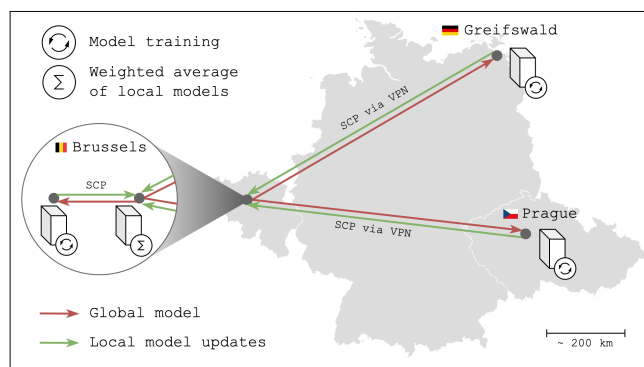 Model training
Σ Weighted average
of local models
Greifswald
SCP via VPN
Brussels
SCP
Σ
Prague
SCP via VPN
Global model
Local model updates
~ 200 km